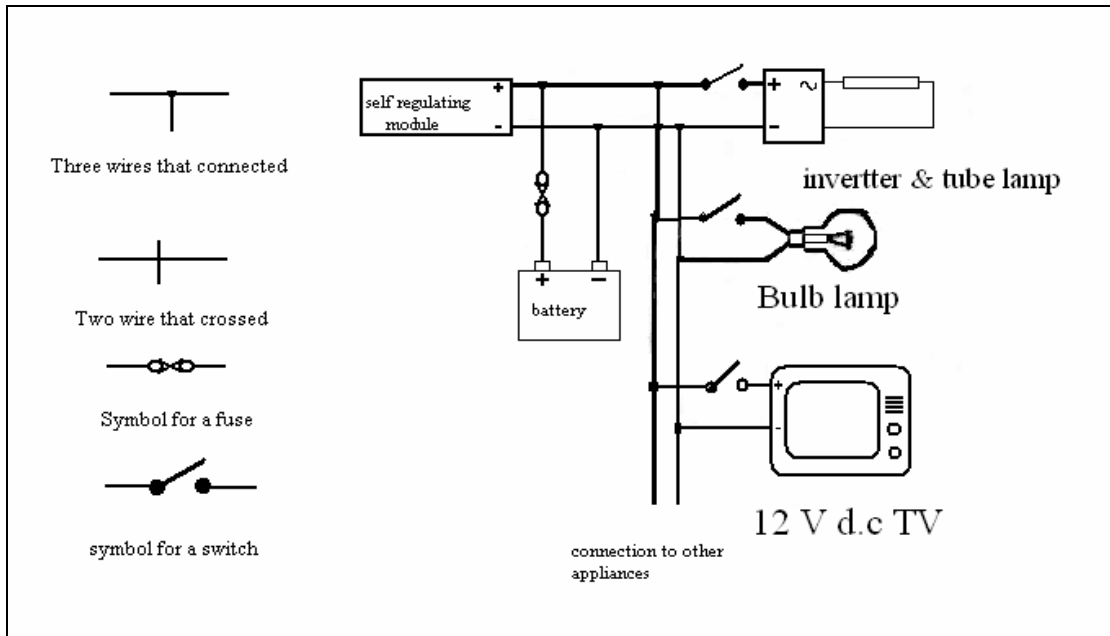 Three wires that connected
Two wire that crossed
Symbol for a fuse
symbol for a switch
self regulating
module
+
-
battery
+
-
+
-
~
invertter & tube lamp
Bulb lamp
+
-
12 V d.c TV
connection to other
appliances